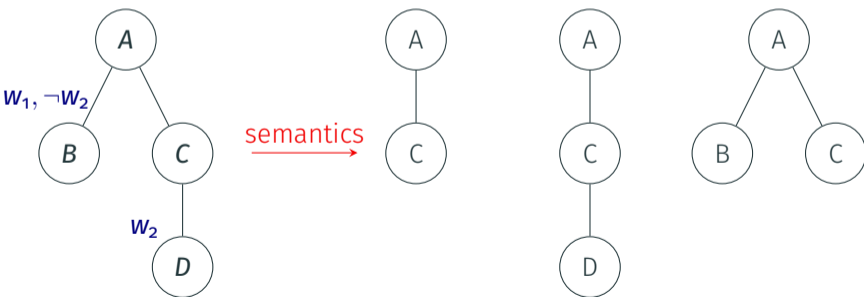 A A A A
w₁, ¬w₂
semantics
B C C C B C
w₂
D D